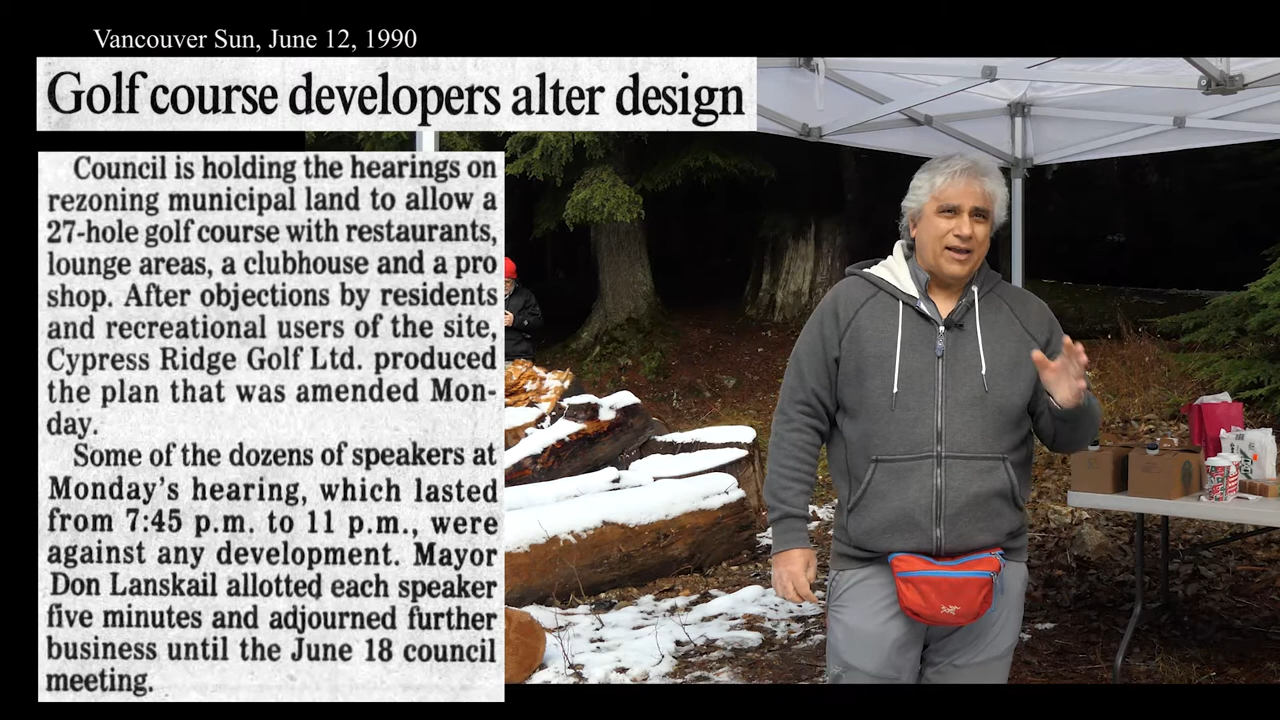 Vancouver Sun, June 12, 1990
Golf course developers alter design
Council is holding the hearings on
rezoning municipal land to allow a
27-hole golf course with restaurants,
lounge areas, a clubhouse and a pro
shop. After objections by residents
and recreational users of the site,
Cypress Ridge Golf Ltd. produced
the plan that was amended Mon-
day.
Some of the dozens of speakers at
Monday's hearing, which lasted
from 7:45 p.m. to 11 p.m., were
against any development. Mayor
Don Lanskail allotted each speaker
five minutes and adjourned further
business until the June 18 council
meeting.